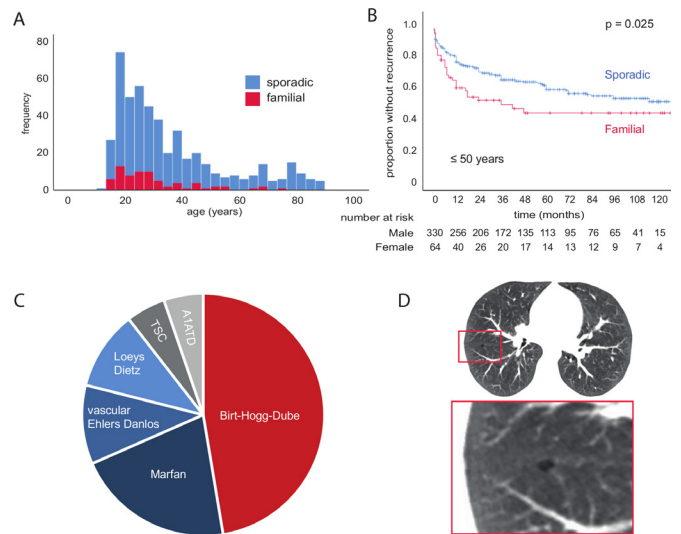 A
80
60
40
20
0
frequency
sporadic
familial
0 20 40 60 80 100
age (years)
B
p = 0.025
1.0
0.8
0.6
0.4
0.2
0.0
proportion without recurrence
Sporadic
Familial
≤ 50 years
0 12 24 36 48 60 72 84 96 108 120
time (months)
number at risk
Male 330 256 206 172 135 113 95 76 65 41 15
Female 64 40 26 20 17 14 13 12 9 7 4
C
A1ATD
TSC
Loeys
Dietz
vascular
Ehlers Danlos
Birt-Hogg-Dube
Marfan
D